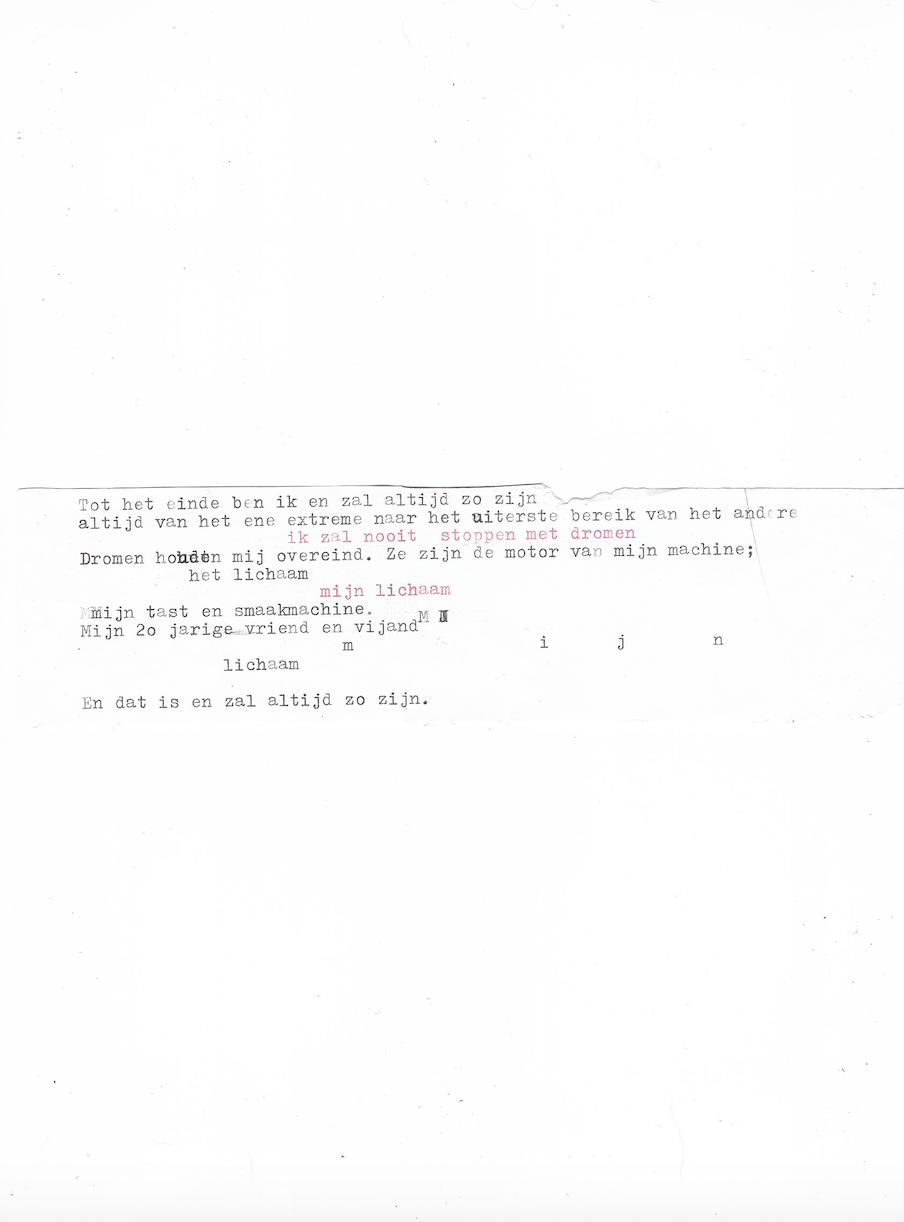 Tot het einde ben ik en zal altijd zo zijn
altijd van het ene extreme naar het uiterste bereik van het andere
ik zal nooit stoppen met dromen
Dromen houden mij overeind. Ze zijn de motor van mijn machine;
het lichaam
mijn lichaam
Mijn tast en smaakmachine.
Mijn 2o jarige vriend en vijand M
m i j n
lichaam
En dat is en zal altijd zo zijn.